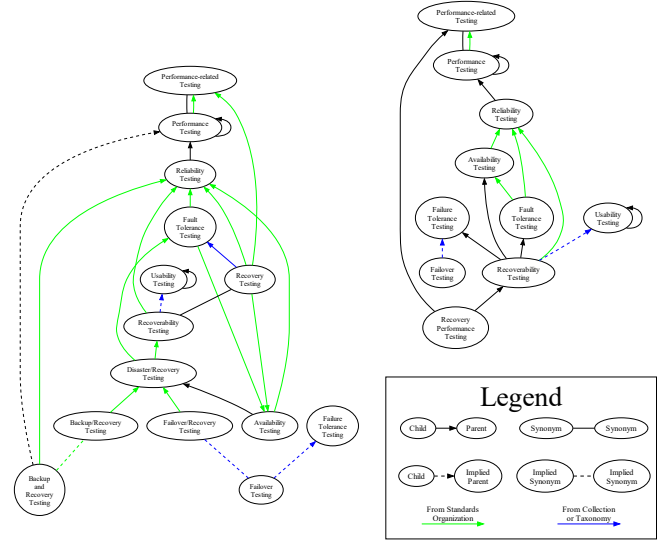 Performance-related
Testing
Performance
Testing
Reliability
Testing
Fault
Tolerance
Testing
Usability
Testing
Recovery
Testing
Recoverability
Testing
Disaster/Recovery
Testing
Backup/Recovery
Testing
Failover/Recovery
Testing
Availability
Testing
Failure
Tolerance
Testing
Backup
and
Recovery Testing
Failover
Testing
Performance-related
Testing
Performance
Testing
Reliability
Testing
Availability
Testing
Failure
Tolerance
Testing
Fault
Tolerance Testing
Usability
Testing
Failover
Testing
Recoverability
Testing
Recovery
Performance
Testing
Legend
Child
Parent
Synonym
Synonym
Child
Implied
Parent
Implied
Synonym
Implied
Synonym
From Standards
Organization
From Collection
or Taxonomy